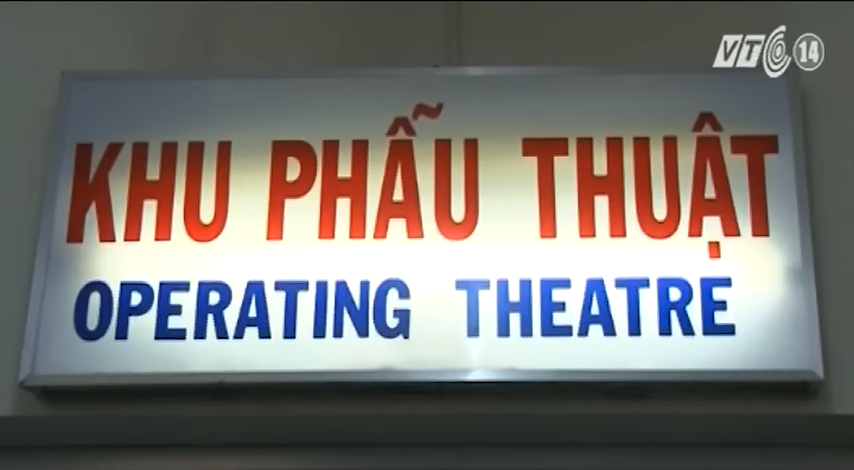 VTC 14
KHU PHẪU THUẬT
OPERATING THEATRE